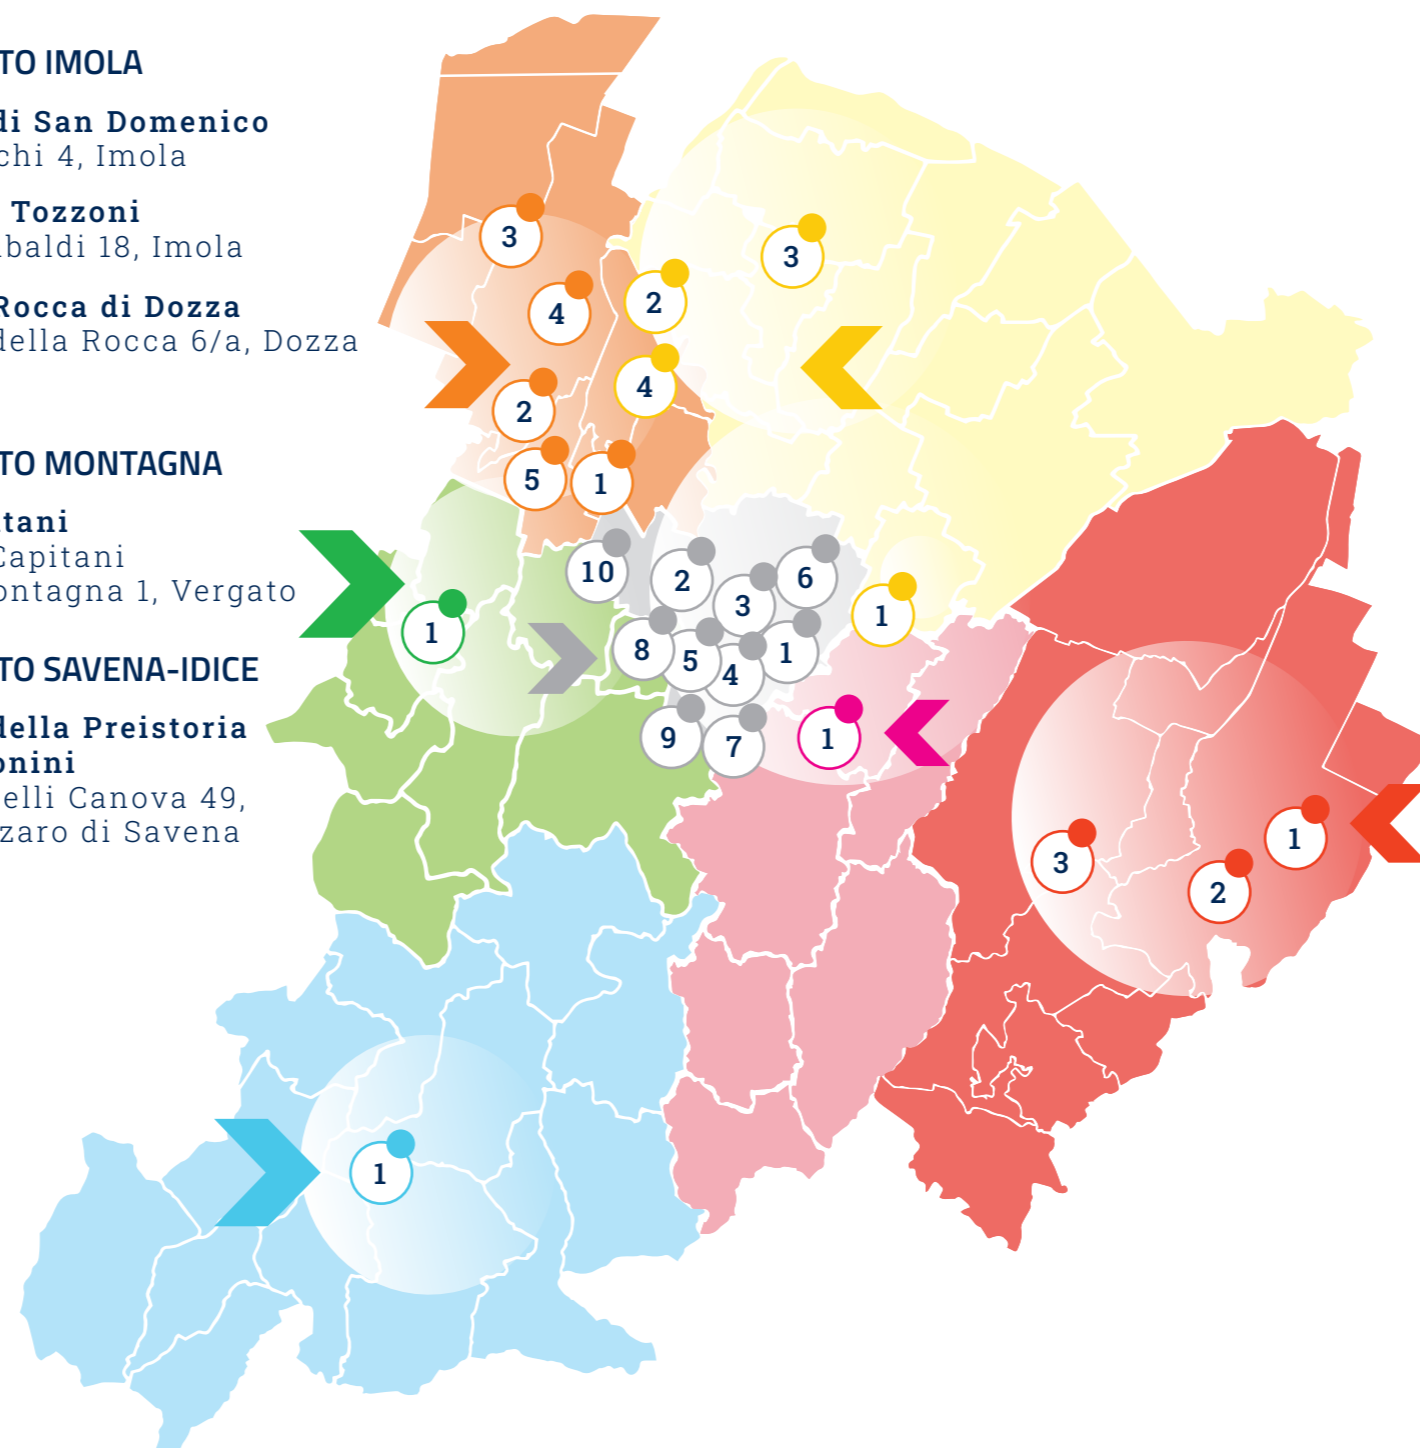 TO IMOLA
di San Domenico
chi 4, Imola
Tozzoni
baldi 18, Imola
Rocca di Dozza
della Rocca 6/a, Dozza
TO MONTAGNA
tani
Capitani
ontagna 1, Vergato
TO SAVENA-IDICE
della Preistoria
onini
elli Canova 49,
zzaro di Savena
3
4
2
5
1
2
3
4
1
10
2
3
6
8
5
4
1
9
7
1
1
3
2
1
1